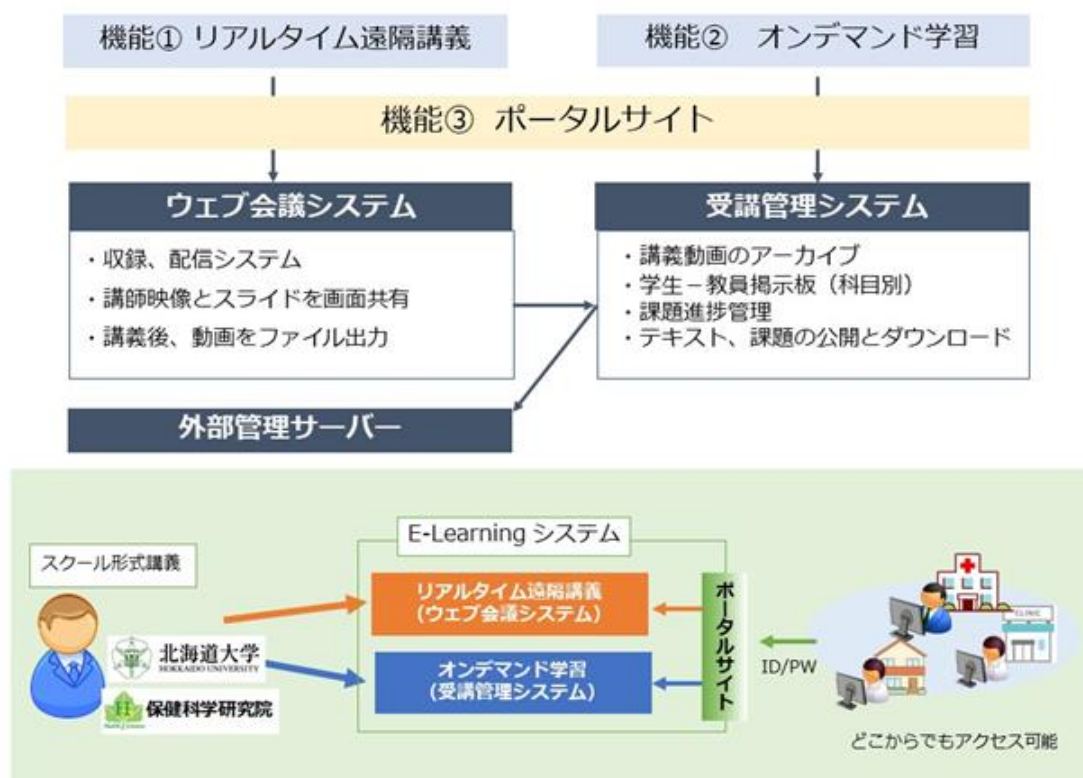 機能① リアルタイム遠隔講義
機能② オンデマンド学習
機能③ ポータルサイト
ウェブ会議システム
・収録、配信システム
・講師映像とスライドを画面共有
・講義後、動画をファイル出力
受講管理システム
・講義動画のアーカイブ
・学生－教員掲示板（科目別）
・課題進捗管理
・テキスト、課題の公開とダウンロード
外部管理サーバー
E-Learning システム
スクール形式講義
北海道大学
HOKKAIDO UNIVERSITY
保健科学研究院
リアルタイム遠隔講義
(ウェブ会議システム)
オンデマンド学習
(受講管理システム)
ポータルサイト
ID/PW
CLINIC
どこからでもアクセス可能